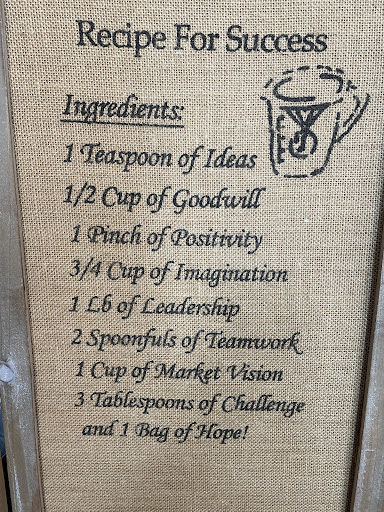 Recipe For Success
Ingredients:
1 Teaspoon of Ideas
1/2 Cup of Goodwill
1 Pinch of Positivity
3/4 Cup of Imagination
1 Lb of Leadership
2 Spoonfuls of Teamwork
1 Cup of Market Vision
3 Tablespoons of Challenge
and 1 Bag of Hope!